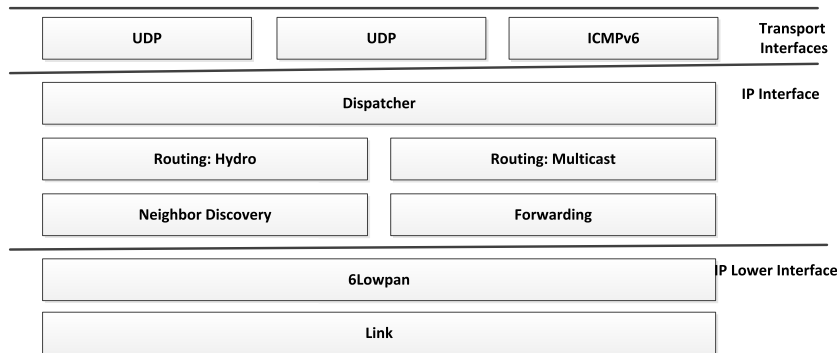 UDP
UDP
ICMPv6
Transport
Interfaces
Dispatcher
IP Interface
Routing: Hydro
Routing: Multicast
Neighbor Discovery
Forwarding
6Lowpan
IP Lower Interface
Link